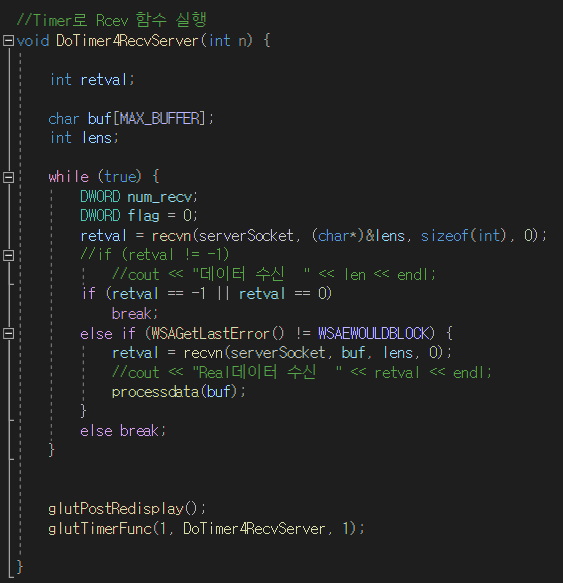 //Timer로 Rcev 함수 실행
void DoTimer4RecvServer(int n) {
int retval;
char buf[MAX_BUFFER];
int lens;
while (true) {
DWORD num_recv;
DWORD flag = 0;
retval = recvn(serverSocket, (char*)&lens, sizeof(int), 0);
//if (retval != -1)
//cout << "데이터 수신  " << len << endl;
if (retval == -1 || retval == 0)
break;
else if (WSAGetLastError() != WSAEWOULDBLOCK) {
retval = recvn(serverSocket, buf, lens, 0);
//cout << "Real데이터 수신  " << retval << endl;
processdata(buf);
}
else break;
}
glutPostRedisplay();
glutTimerFunc(1, DoTimer4RecvServer, 1);
}